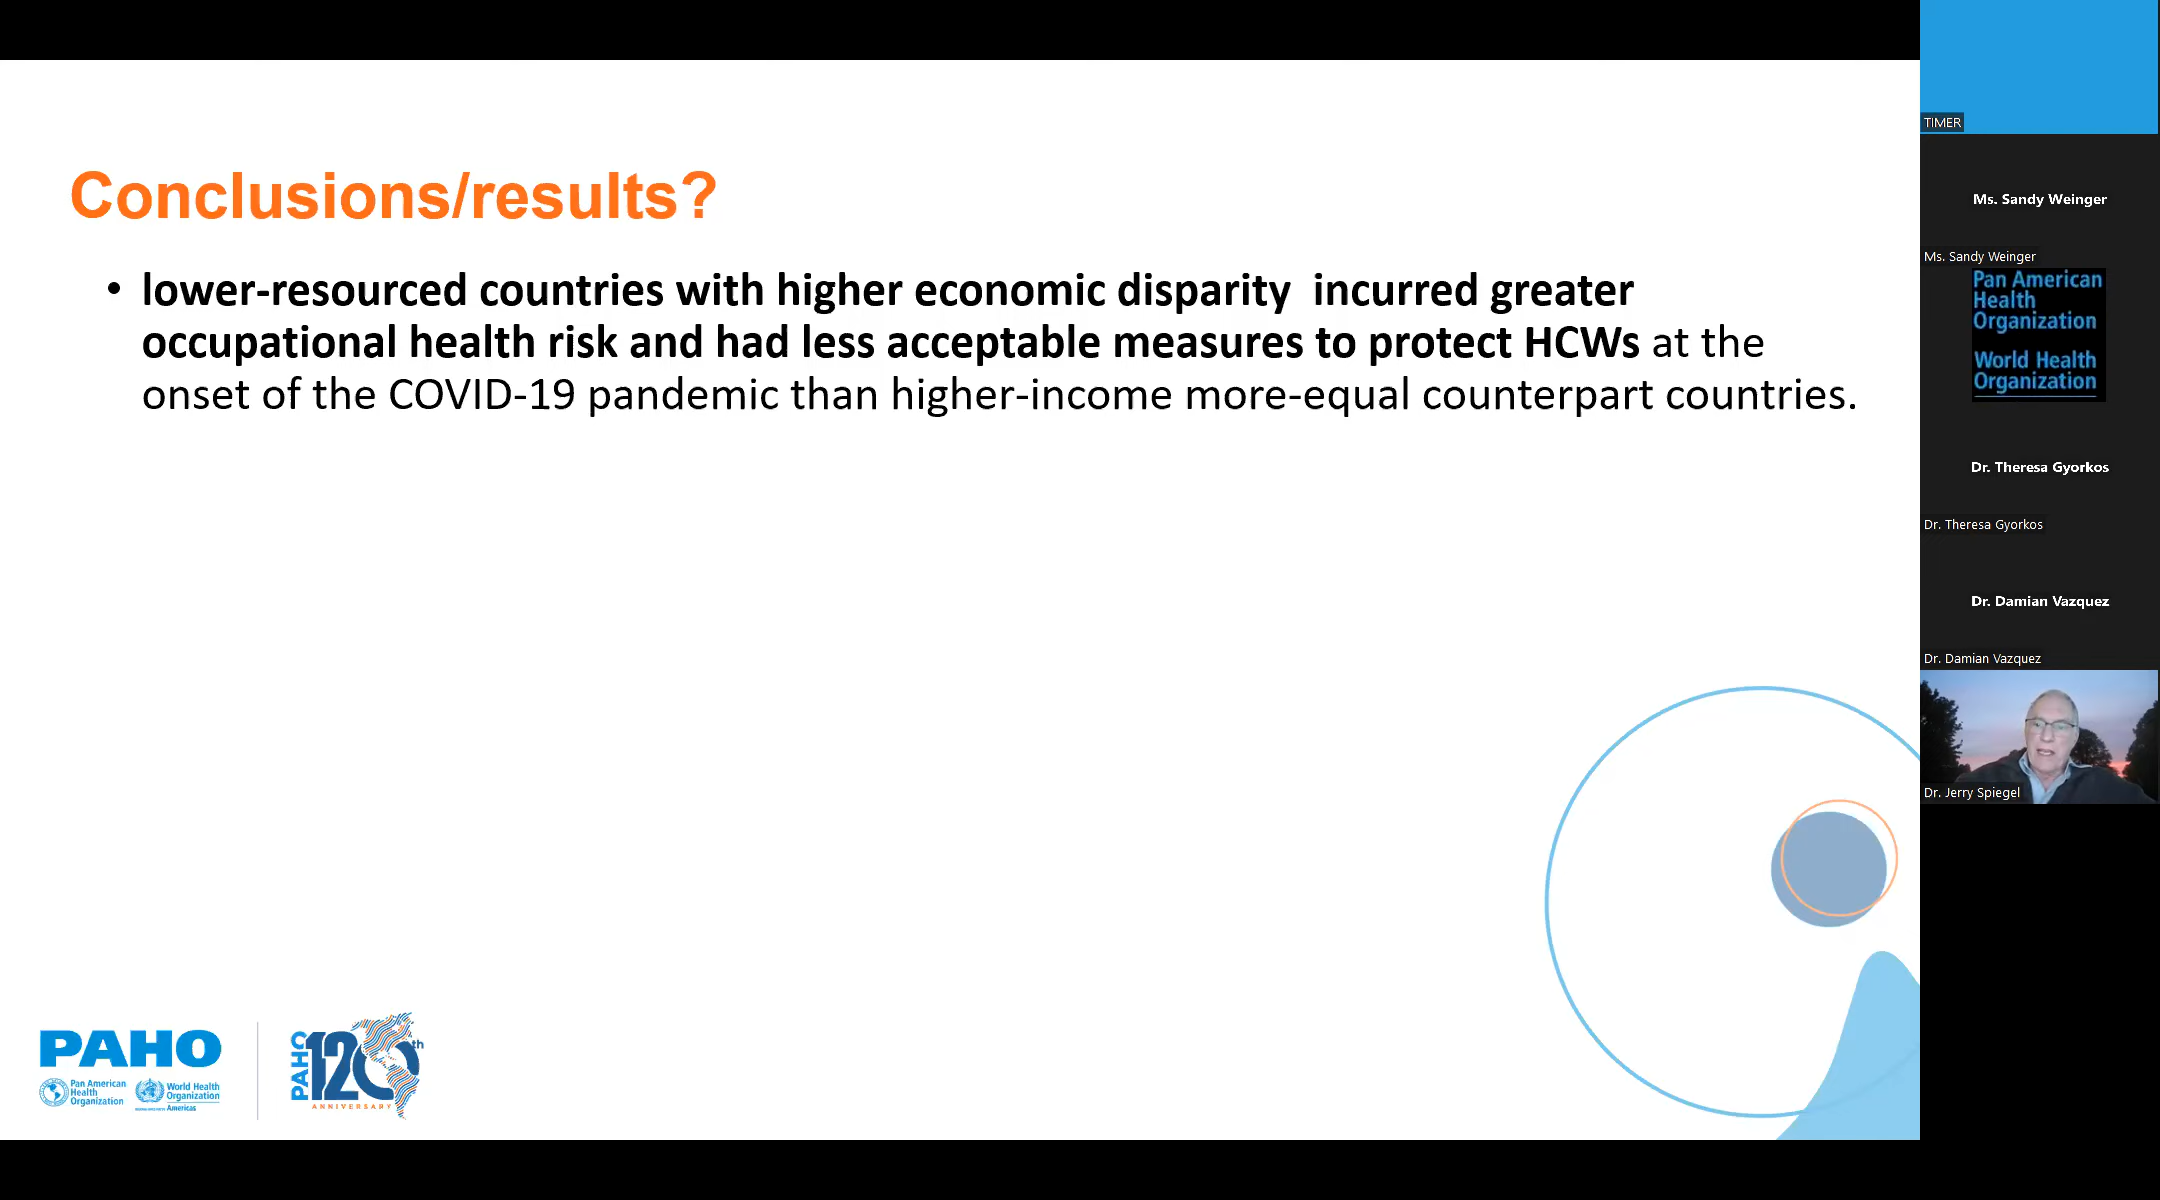 Conclusions/results?
• lower-resourced countries with higher economic disparity  incurred greater
occupational health risk and had less acceptable measures to protect HCWs at the
onset of the COVID-19 pandemic than higher-income more-equal counterpart countries.
PAHO
Pan American
Health
Organization
World Health
Organization
Americas
PAHO
120th
ANNIVERSARY
TIMER
Ms. Sandy Weinger
Ms. Sandy Weinger
Pan American
Health
Organization
World Health
Organization
Dr. Theresa Gyorkos
Dr. Theresa Gyorkos
Dr. Damian Vazquez
Dr. Damian Vazquez
Dr. Jerry Spiegel